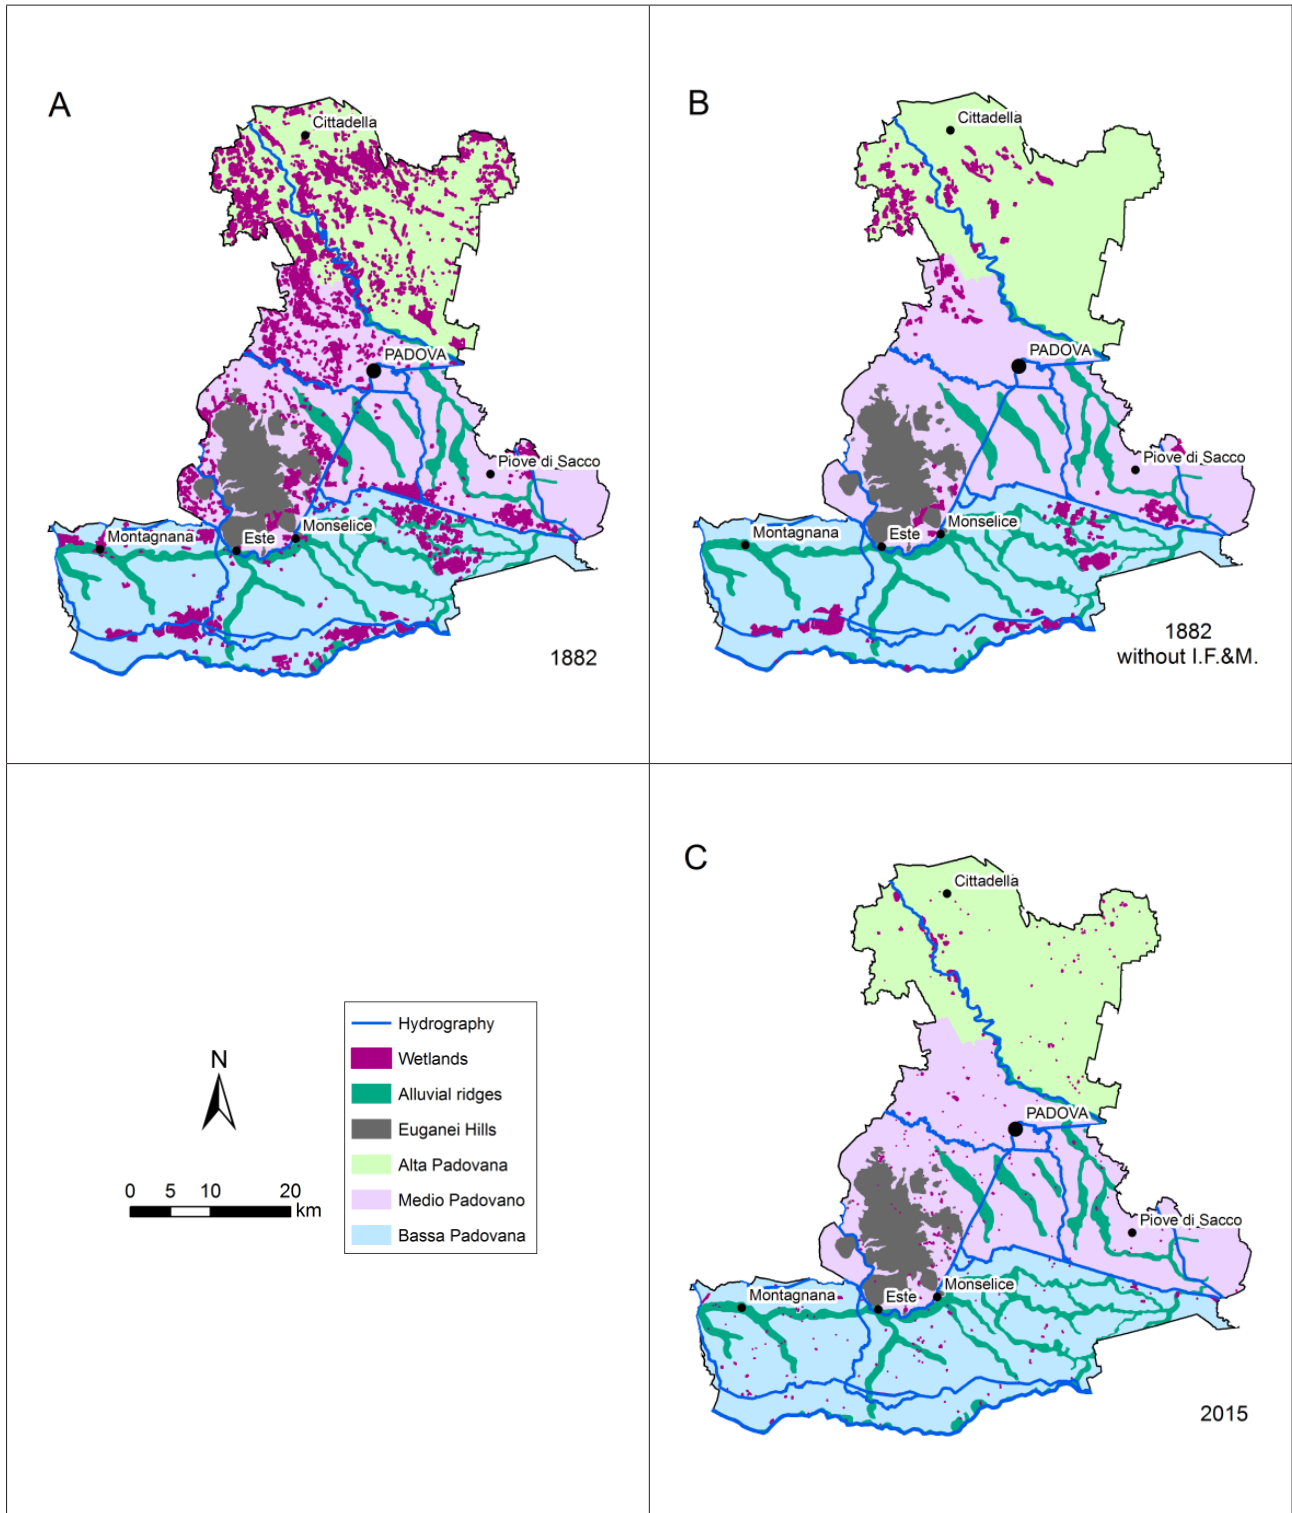 A
Cittadella
PADOVA
Piove di Sacco
Montagnana
Este
Monselice
1882
B
Cittadella
PADOVA
Piove di Sacco
Montagnana
Este
Monselice
1882
without I.F.&M.
N
0 5 10 20
km
Hydrography
Wetlands
Alluvial ridges
Euganei Hills
Alta Padovana
Medio Padovano
Bassa Padovana
C
Cittadella
PADOVA
Piove di Sacco
Montagnana
Este
Monselice
2015